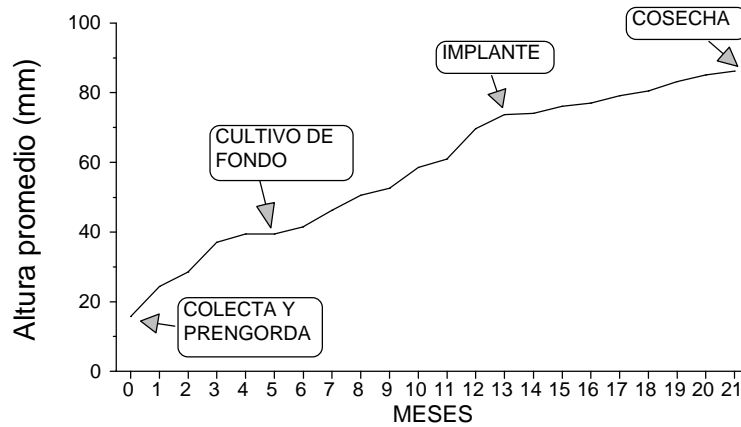 100
80
60
40
20
0
Altura promedio (mm)
COSECHA
IMPLANTE
CULTIVO DE
FONDO
COLECTA Y
PRENGORDA
0 1 2 3 4 5 6 7 8 9 10 11 12 13 14 15 16 17 18 19 20 21
MESES